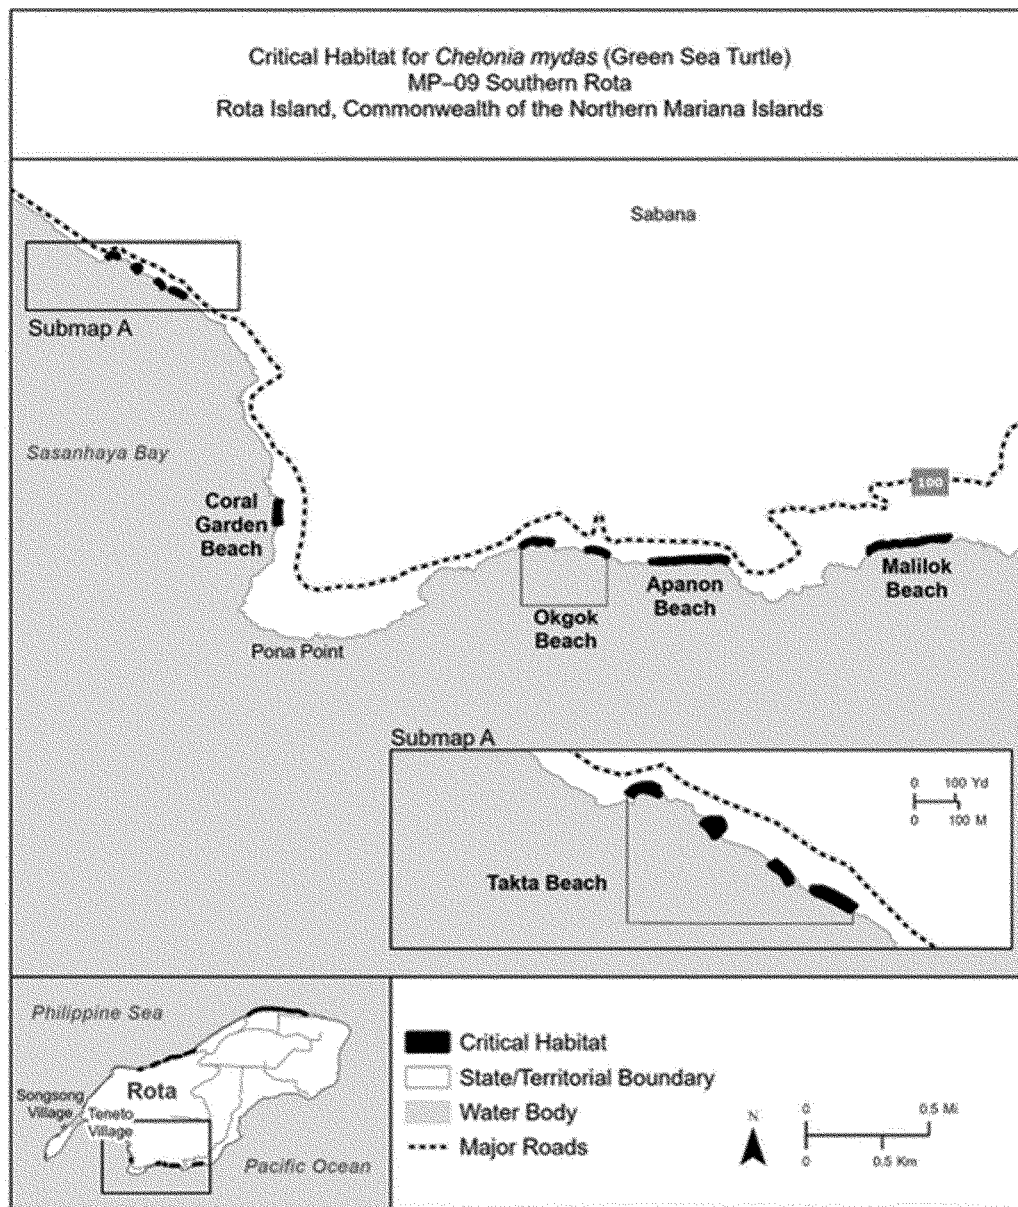 Critical Habitat for Chelonia mydas (Green Sea Turtle)
MP–09 Southern Rota
Rota Island, Commonwealth of the Northern Mariana Islands
Sabana
Submap A
Sasanhaya Bay
100
Coral
Garden
Beach
Malilok
Beach
Apanon
Beach
Okgok
Beach
Pona Point
Submap A
0 100 Yd
0 100 M
Takta Beach
Philippine Sea
Rota
Songsong
Village
Teneto
Village
Pacific Ocean
Critical Habitat
State/Territorial Boundary
Water Body
Major Roads
N
0 0.5 Mi
0 0.5 Km